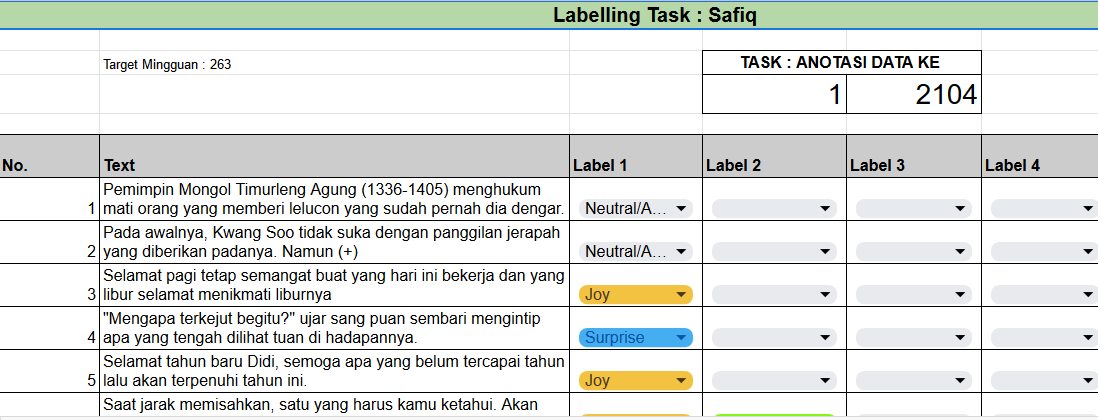 Labelling Task : Safiq
Target Mingguan : 263
TASK : ANOTASI DATA KE
1 2104
No. Text Label 1 Label 2 Label 3 Label 4
Pemimpin Mongol Timurleng Agung (1336-1405) menghukum
1 mati orang yang memberi lelucon yang sudah pernah dia dengar. Neutral/A...
Pada awalnya, Kwang Soo tidak suka dengan panggilan jerapah
2 yang diberikan padanya. Namun (+) Neutral/A...
Selamat pagi tetap semangat buat yang hari ini bekerja dan yang
3 libur selamat menikmati liburnya Joy
"Mengapa terkejut begitu?" ujar sang puan sembari mengintip
4 apa yang tengah dilihat tuan di hadapannya. Surprise
Selamat tahun baru Didi, semoga apa yang belum tercapai tahun
5 lalu akan terpenuhi tahun ini. Joy
Saat jarak memisahkan, satu yang harus kamu ketahui. Akan